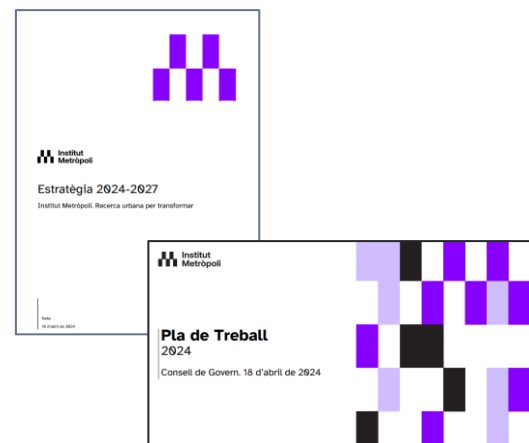 Institut
Metròpoli
Estratègia 2024-2027
Institut Metròpoli. Recerca urbana per transformar
Data
18 d'abril de 2024
Institut
Metròpoli
Pla de Treball
2024
Consell de Govern. 18 d'abril de 2024